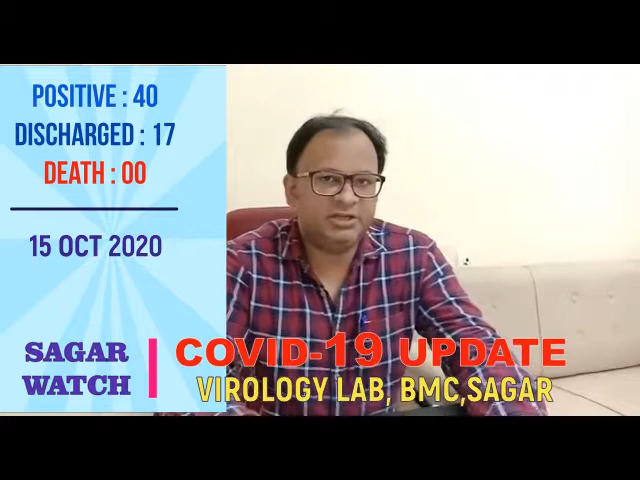 POSITIVE : 40
DISCHARGED : 17
DEATH : 00
15 OCT 2020
SAGAR
WATCH
COVID-19 UPDATE
VIROLOGY LAB, BMC,SAGAR